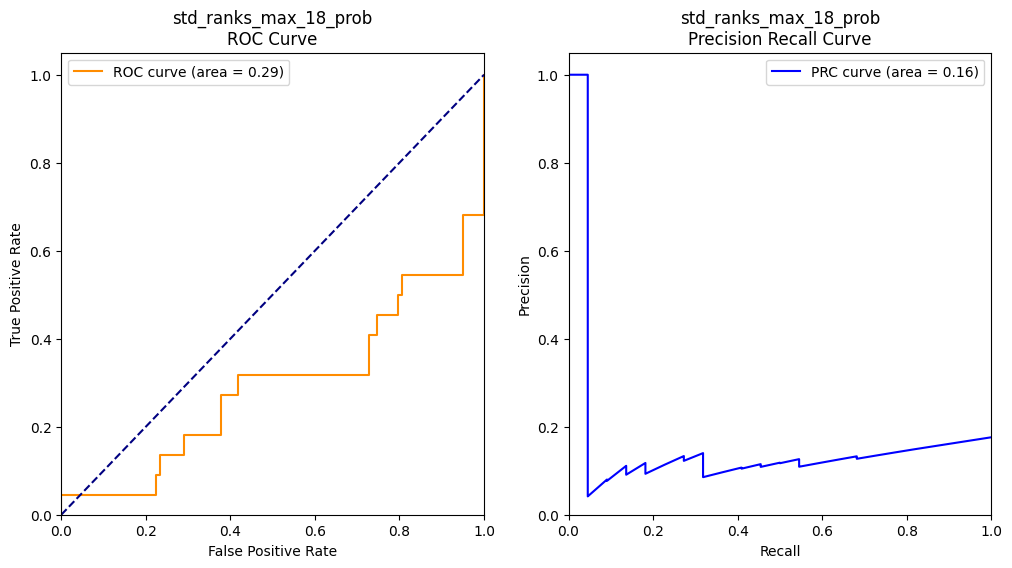 std_ranks_max_18_prob
ROC Curve
ROC curve (area = 0.29)
True Positive Rate
1.0
0.8
0.6
0.4
0.2
0.0
0.0 0.2 0.4 0.6 0.8 1.0
False Positive Rate
std_ranks_max_18_prob
Precision Recall Curve
PRC curve (area = 0.16)
Precision
1.0
0.8
0.6
0.4
0.2
0.0
0.0 0.2 0.4 0.6 0.8 1.0
Recall